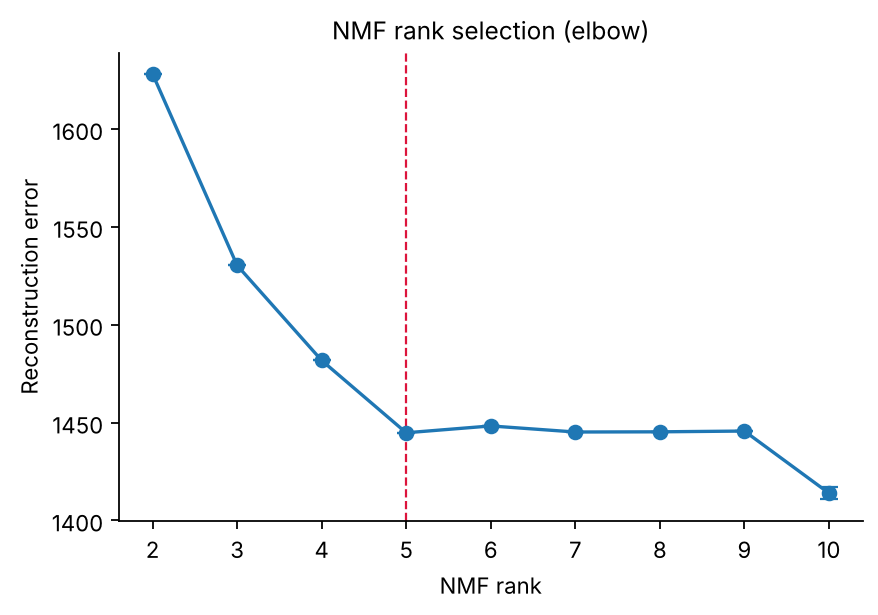 NMF rank selection (elbow)
Reconstruction error
1600
1550
1500
1450
1400
2 3 4 5 6 7 8 9 10
NMF rank